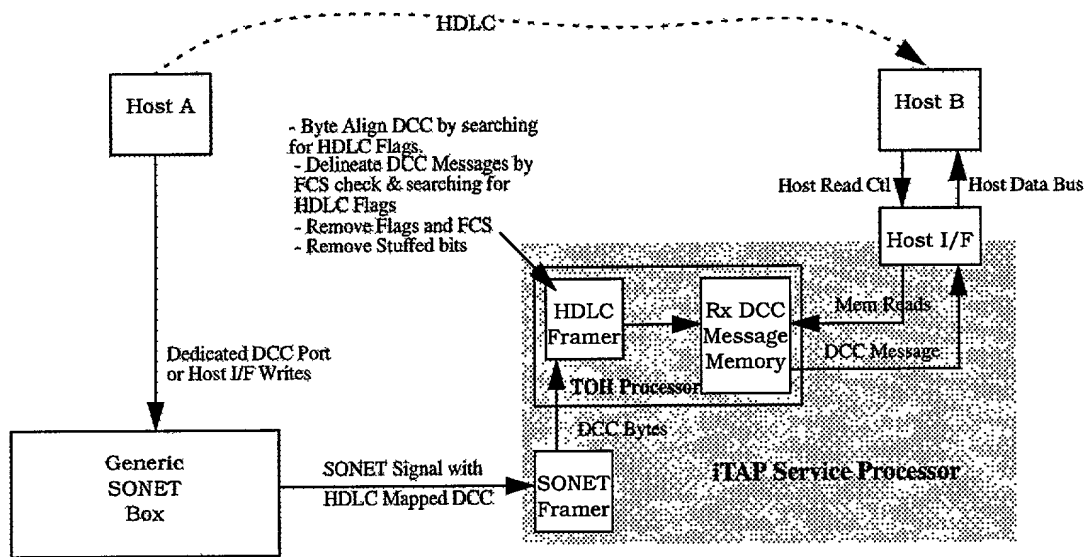 HDLC
Host A
Host B
- Byte Align DCC by searching
for HDLC Flags.
- Delineate DCC Messages by
FCS check & searching for
HDLC Flags
- Remove Flags and FCS
- Remove Stuffed bits
Host Read Ctl
Host Data Bus
Host I/F
HDLC
Framer
Rx DCC
Message
Memory
Mem Reads
DCC Message
TOH Processor
Dedicated DCC Port
or Host I/F Writes
DCC Bytes
Generic
SONET
Box
SONET Signal with
HDLC Mapped DCC
SONET
Framer
iTAP Service Processor